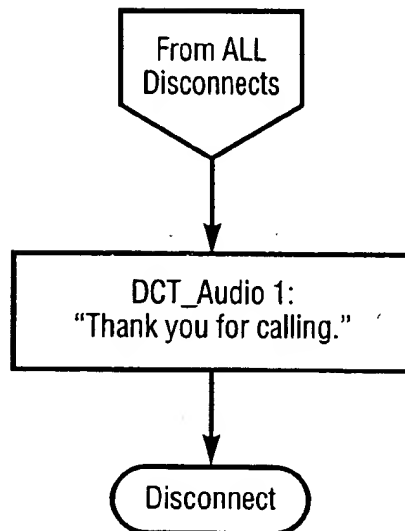 From ALL
Disconnects
DCT_Audio 1:
“Thank you for calling.”
Disconnect